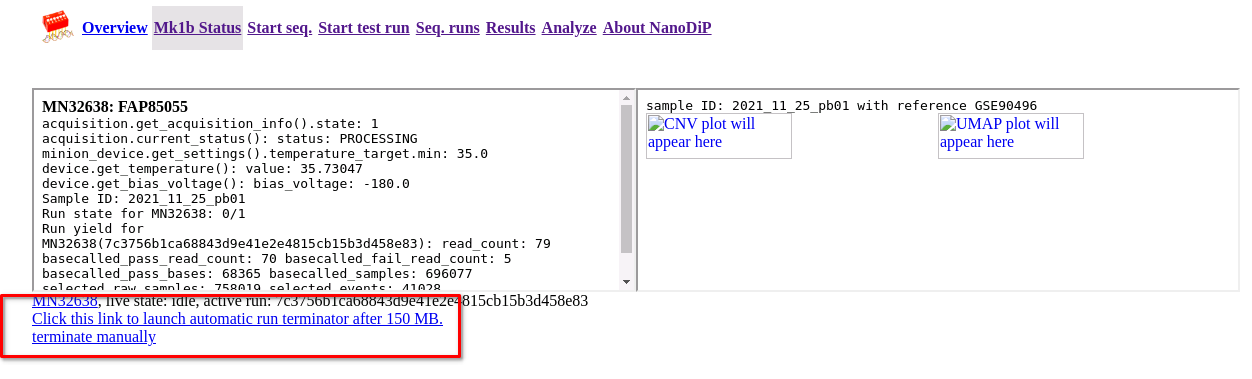 Overview Mk1b Status Start seq. Start test run Seq. runs Results Analyze About NanoDiP
MN32638: FAP85055
acquisition.get_acquisition_info().state: 1
acquisition.current_status(): status: PROCESSING
minion_device.get_settings().temperature_target.min: 35.0
device.get_temperature(): value: 35.73047
device.get_bias_voltage(): bias_voltage: -180.0
Sample ID: 2021_11_25_pb01
Run state for MN32638: 0/1
Run yield for
MN32638(7c3756b1ca68843d9e41e2e4815cb15b3d458e83): read_count: 79
basecalled_pass_read_count: 70 basecalled_fail_read_count: 5
basecalled_pass_bases: 68365 basecalled_samples: 696077
selected_raw_samples: 758019 selected_events: 41028
sample ID: 2021_11_25_pb01 with reference GSE90496
CNV plot will
appear here
UMAP plot will
appear here
MN32638, live state: idle, active run: 7c3756b1ca68843d9e41e2e4815cb15b3d458e83
Click this link to launch automatic run terminator after 150 MB.
terminate manually